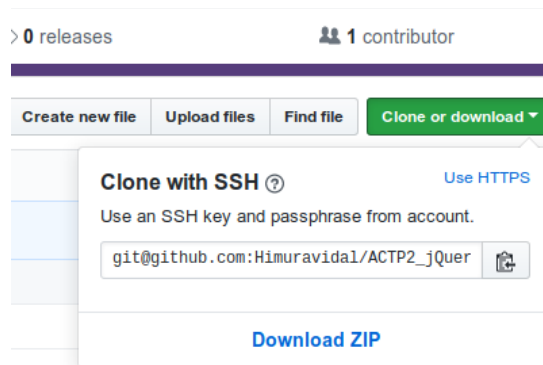 0 releases
1 contributor
Create new file
Upload files
Find file
Clone or download
Clone with SSH
Use HTTPS
Use an SSH key and passphrase from account.
git@github.com:Himuravidal/ACTP2_jQuer
Download ZIP